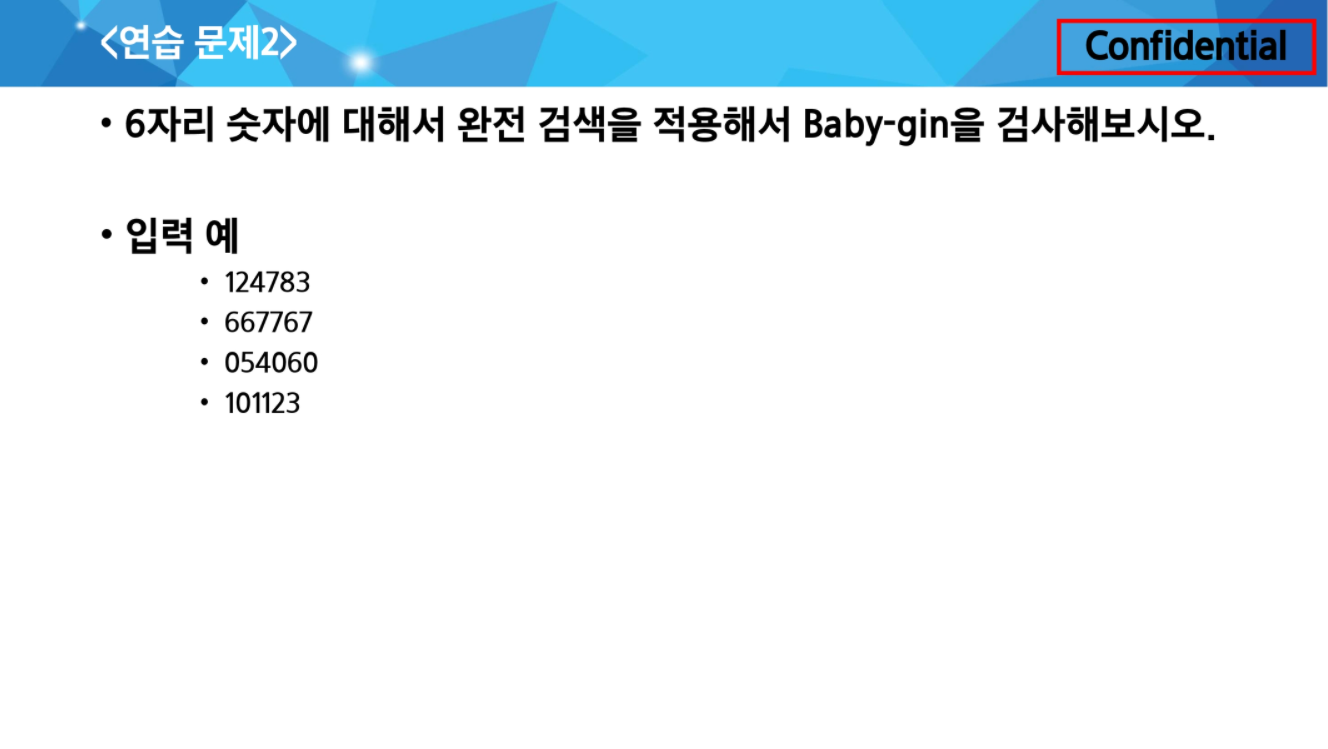 <연습 문제2>
Confidential
• 6자리 숫자에 대해서 완전 검색을 적용해서 Baby-gin을 검사해보시오.
• 입력 예
• 124783
• 667767
• 054060
• 101123